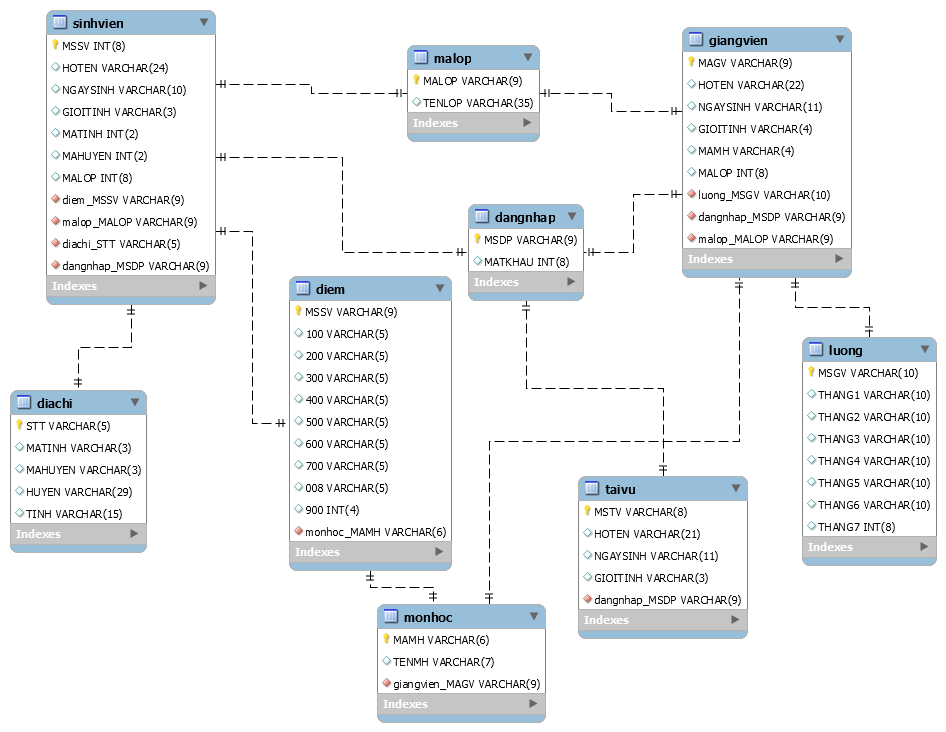 sinhvien
MSSV INT(8)
HOTEN VARCHAR(24)
NGAYSINH VARCHAR(10)
GIOITINH VARCHAR(3)
MATINH INT(2)
MAHUYEN INT(2)
MALOP INT(8)
diem_MSSV VARCHAR(9)
malop_MALOP VARCHAR(9)
diachi_STT VARCHAR(5)
dangnhap_MSDP VARCHAR(9)
Indexes
malop
MALOP VARCHAR(9)
TENLOP VARCHAR(35)
Indexes
giangvien
MAGV VARCHAR(9)
HOTEN VARCHAR(22)
NGAYSINH VARCHAR(11)
GIOITINH VARCHAR(4)
MAMH VARCHAR(4)
MALOP INT(8)
luong_MSGV VARCHAR(10)
dangnhap_MSDP VARCHAR(9)
malop_MALOP VARCHAR(9)
Indexes
dangnhap
MSDP VARCHAR(9)
MATKHAU INT(8)
Indexes
diem
MSSV VARCHAR(9)
100 VARCHAR(5)
200 VARCHAR(5)
300 VARCHAR(5)
400 VARCHAR(5)
500 VARCHAR(5)
600 VARCHAR(5)
700 VARCHAR(5)
008 VARCHAR(5)
900 INT(4)
monhoc_MAMH VARCHAR(6)
Indexes
luong
MSGV VARCHAR(10)
THANG1 VARCHAR(10)
THANG2 VARCHAR(10)
THANG3 VARCHAR(10)
THANG4 VARCHAR(10)
THANG5 VARCHAR(10)
THANG6 VARCHAR(10)
THANG7 INT(8)
Indexes
diachi
STT VARCHAR(5)
MATINH VARCHAR(3)
MAHUYEN VARCHAR(3)
HUYEN VARCHAR(29)
TINH VARCHAR(15)
Indexes
taivu
MSTV VARCHAR(8)
HOTEN VARCHAR(21)
NGAYSINH VARCHAR(11)
GIOITINH VARCHAR(3)
dangnhap_MSDP VARCHAR(9)
Indexes
monhoc
MAMH VARCHAR(6)
TENMH VARCHAR(7)
giangvien_MAGV VARCHAR(9)
Indexes